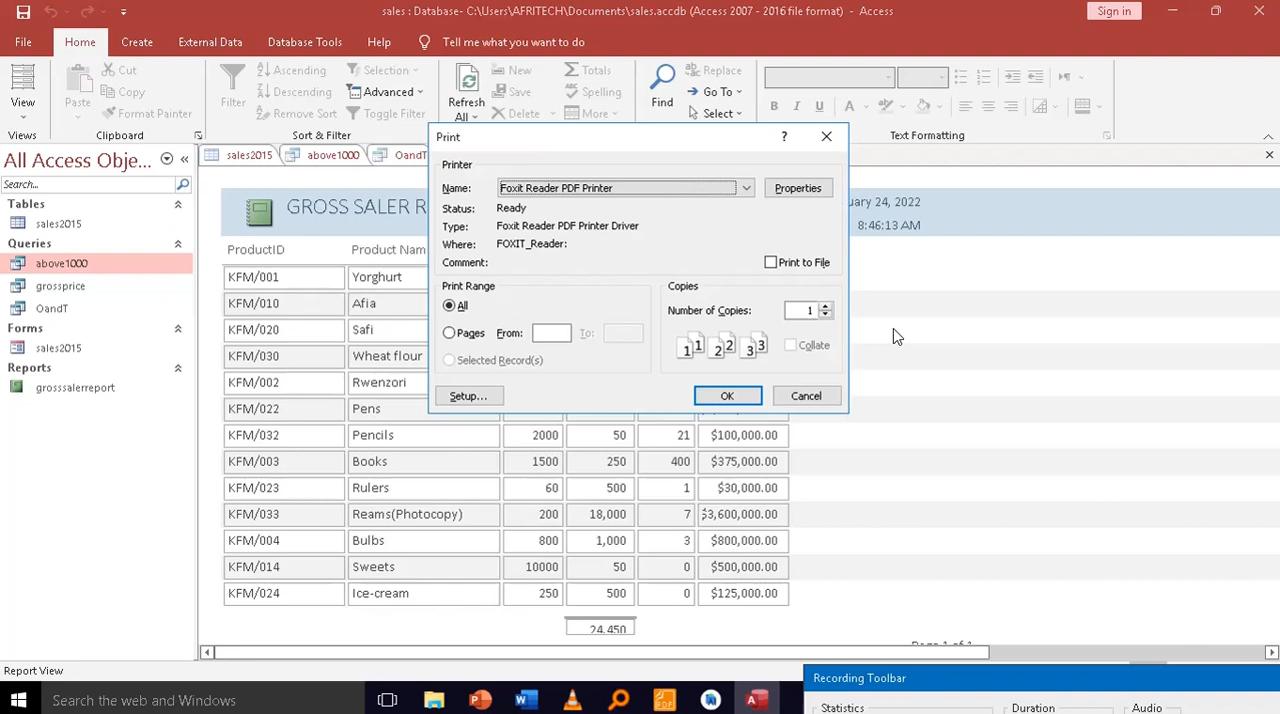 sales : Database- C:\Users\AFRITECH\Documents\sales.accdb (Access 2007 - 2016 file format) - Access
Sign in
File Home Create External Data Database Tools Help Tell me what you want to do
View
Views
Paste
Cut
Copy
Format Painter
Clipboard
Filter
Ascending
Descending
Remove Sort
Selection
Advanced
Toggle Filter
Sort & Filter
Refresh
All
New
Save
Delete
Totals
Spelling
More
Find
Replace
Go To
Select
B I U A
Text Formatting
All Access Obje...
Search...
Tables
sales2015
Queries
above1000
grossprice
OandT
Forms
sales2015
Reports
grosssalerreport
sales2015 above1000 OandT
GROSS SALER R
uary 24, 2022
8:46:13 AM
ProductID Product Nam
KFM/001 Yorghurt
KFM/010 Afia
KFM/020 Safi
KFM/030 Wheat flour
KFM/002 Rwenzori
KFM/022 Pens
KFM/032 Pencils 2000 50 21 $100,000.00
KFM/003 Books 1500 250 400 $375,000.00
KFM/023 Rulers 60 500 1 $30,000.00
KFM/033 Reams(Photocopy) 200 18,000 7 $3,600,000.00
KFM/004 Bulbs 800 1,000 3 $800,000.00
KFM/014 Sweets 10000 50 0 $500,000.00
KFM/024 Ice-cream 250 500 0 $125,000.00
24,450
Page 1 of 1
Print
?
Printer
Name: Foxit Reader PDF Printer Properties
Status: Ready
Type: Foxit Reader PDF Printer Driver
Where: FOXIT_Reader:
Comment: Print to File
Print Range
All
Pages From: To:
Selected Record(s)
Copies
Number of Copies: 1
1 1 2 2 3 3 Collate
Setup... OK Cancel
Report View
Recording Toolbar
Statistics Duration Audio
Search the web and Windows